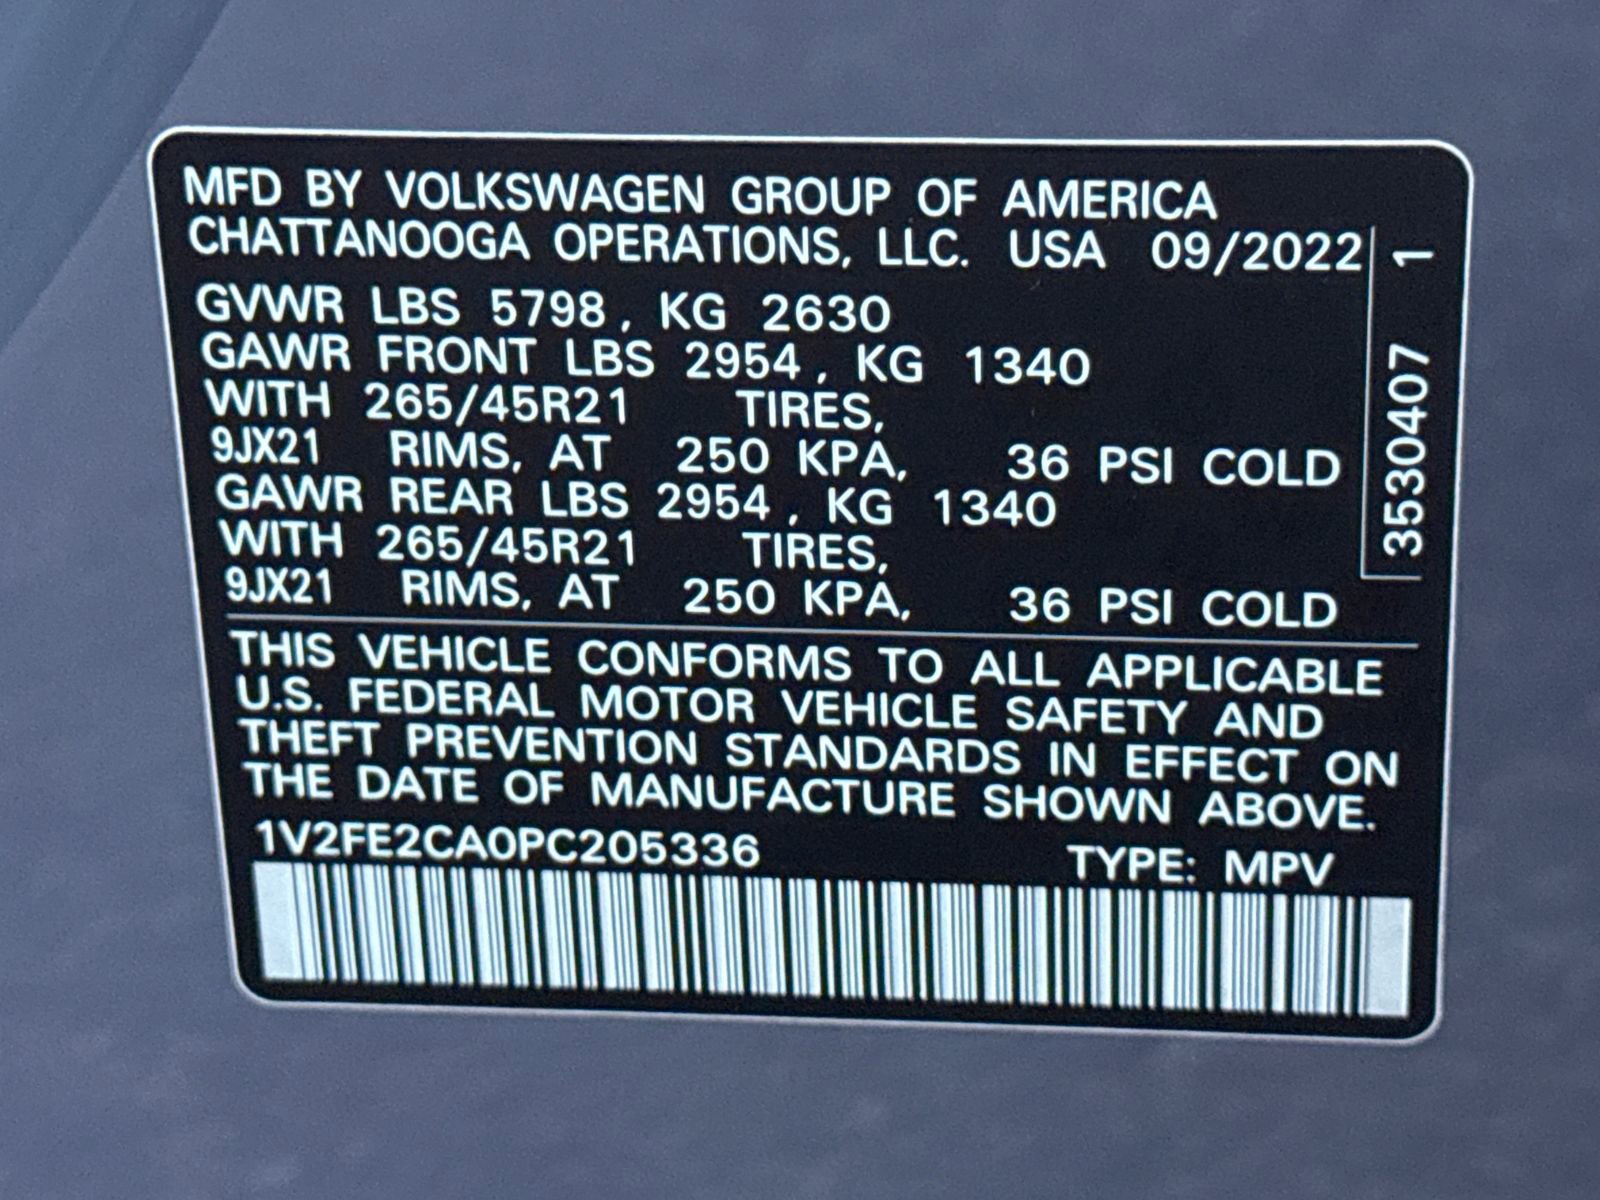 MFD BY VOLKSWAGEN GROUP OF AMERICA
CHATTANOOGA OPERATIONS, LLC. USA 09/2022
GVWR LBS 5798, KG 2630
GAWR FRONT LBS 2954, KG 1340
WITH 265/45R21 TIRES,
9JX21 RIMS, AT 250 KPA, 36 PSI COLD
GAWR REAR LBS 2954, KG 1340
WITH 265/45R21 TIRES,
9JX21 RIMS, AT 250 KPA, 36 PSI COLD
3530407 1
THIS VEHICLE CONFORMS TO ALL APPLICABLE
U.S. FEDERAL MOTOR VEHICLE SAFETY AND
THEFT PREVENTION STANDARDS IN EFFECT ON
THE DATE OF MANUFACTURE SHOWN ABOVE.
1V2FE2CA0PC205336 TYPE: MPV